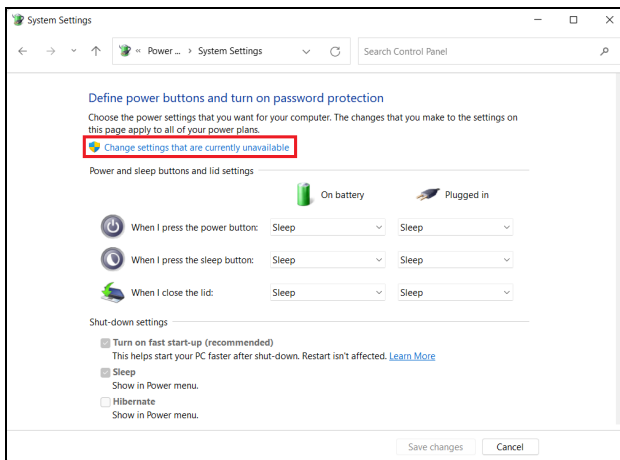 System Settings
« Power ... › System Settings
Search Control Panel
Define power buttons and turn on password protection
Choose the power settings that you want for your computer. The changes that you make to the settings on
this page apply to all of your power plans.
Change settings that are currently unavailable
Power and sleep buttons and lid settings
On battery Plugged in
When I press the power button: Sleep Sleep
When I press the sleep button: Sleep Sleep
When I close the lid: Sleep Sleep
Shut-down settings
Turn on fast start-up (recommended)
This helps start your PC faster after shut-down. Restart isn't affected. Learn More
Sleep
Show in Power menu.
Hibernate
Show in Power menu.
Save changes Cancel